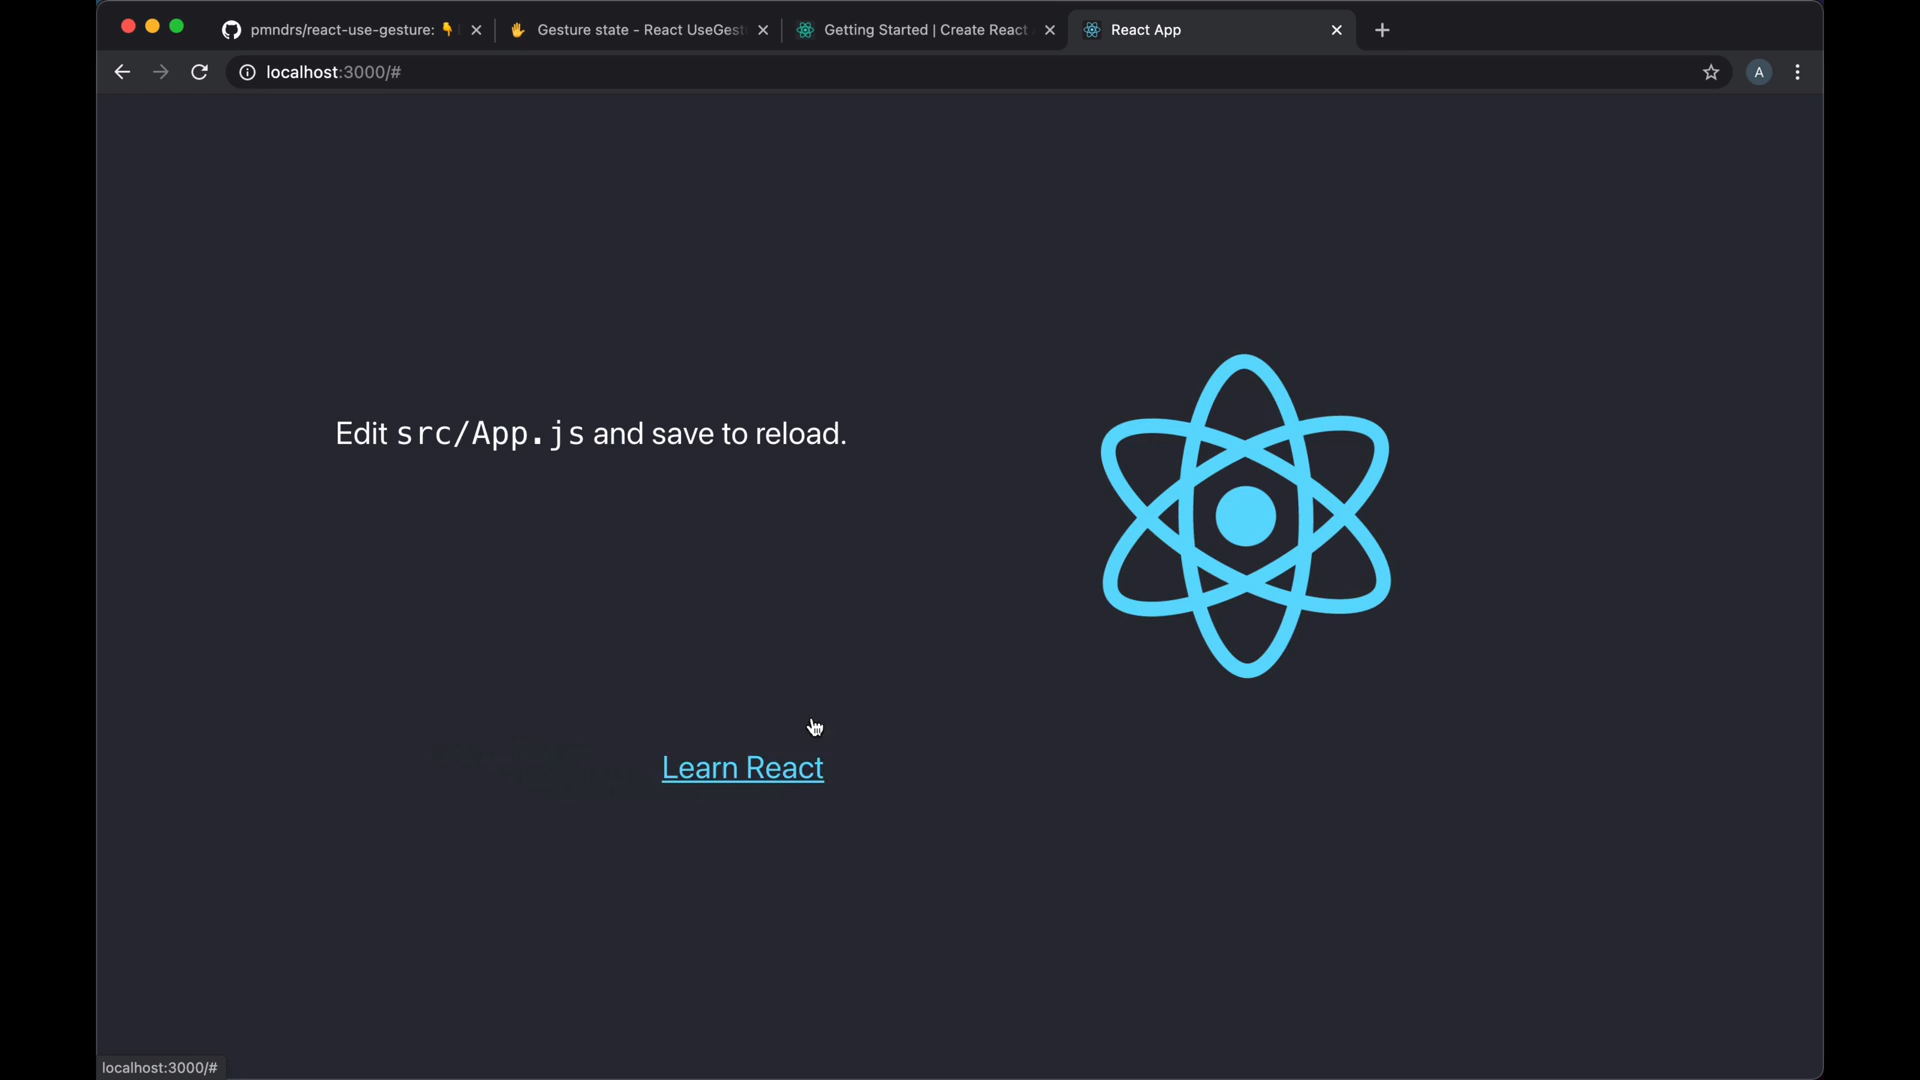 pmndrs/react-use-gesture: 👇
Gesture state - React UseGest
Getting Started | Create React
React App
localhost:3000/#
A
Edit src/App.js and save to reload.
Learn React
localhost:3000/#